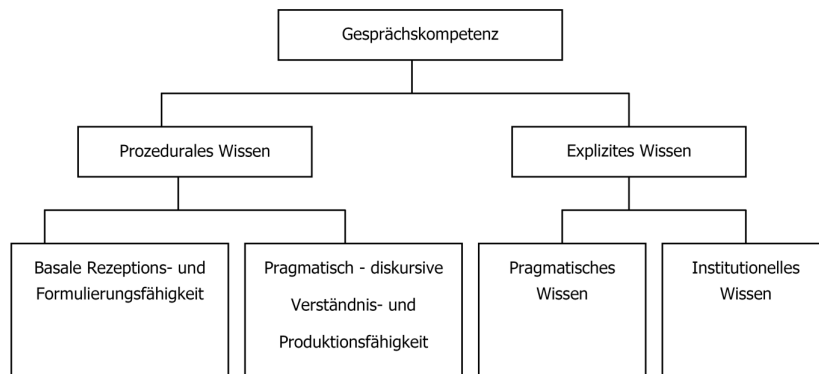 Gesprächskompetenz
Prozedurales Wissen
Explizites Wissen
Basale Rezeptions- und
Formulierungsfähigkeit
Pragmatisch - diskursive
Verständnis- und
Produktionsfähigkeit
Pragmatisches
Wissen
Institutionelles
Wissen